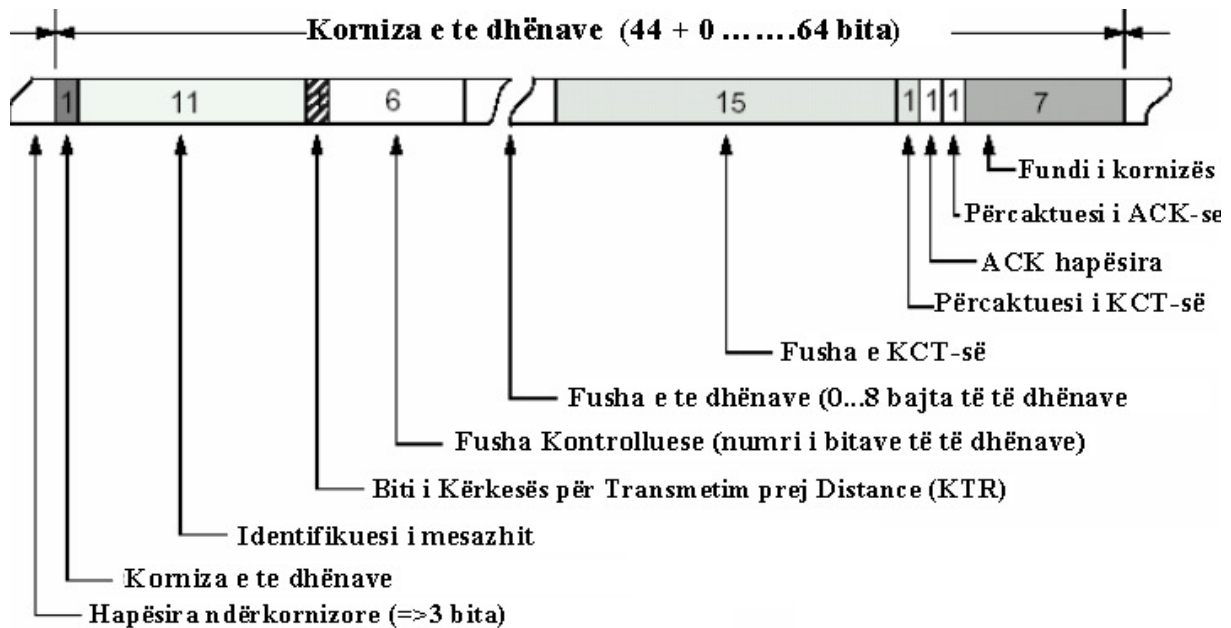 Korniza e te dhënave (44 + 0 .......64 bita)
1 11 6 15 1 1 1 7
Fundi i kornizës
Përcaktuesi i ACK-se
ACK hapësira
Përcaktuesi i KCT-së
Fusha e KCT-së
Fusha e te dhënave (0...8 bajta të të dhënave
Fusha Kontrolluese (numri i bitave të të dhënave)
Biti i Kërkesës për Transmetim prej Distance (KTR)
Identifikuesi i mesazhit
Korniza e te dhënave
Hapësira ndërkornizore (=>3 bita)